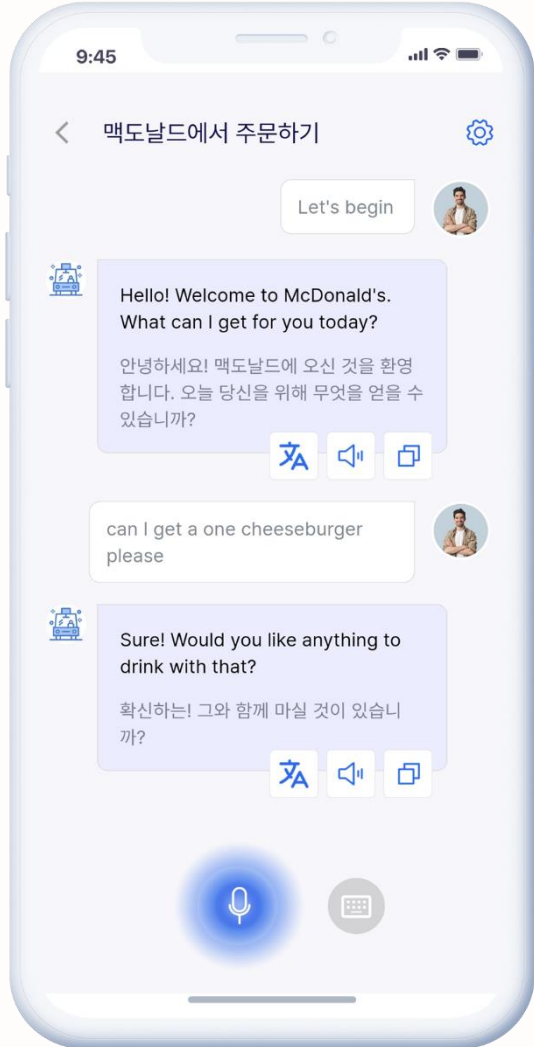 9:45
맥도날드에서 주문하기
Let's begin
Hello! Welcome to McDonald's.
What can I get for you today?
안녕하세요! 맥도날드에 오신 것을 환영
합니다. 오늘 당신을 위해 무엇을 얻을 수
있습니까?
can I get a one cheeseburger
please
Sure! Would you like anything to
drink with that?
확신하는! 그와 함께 마실 것이 있습니
까?